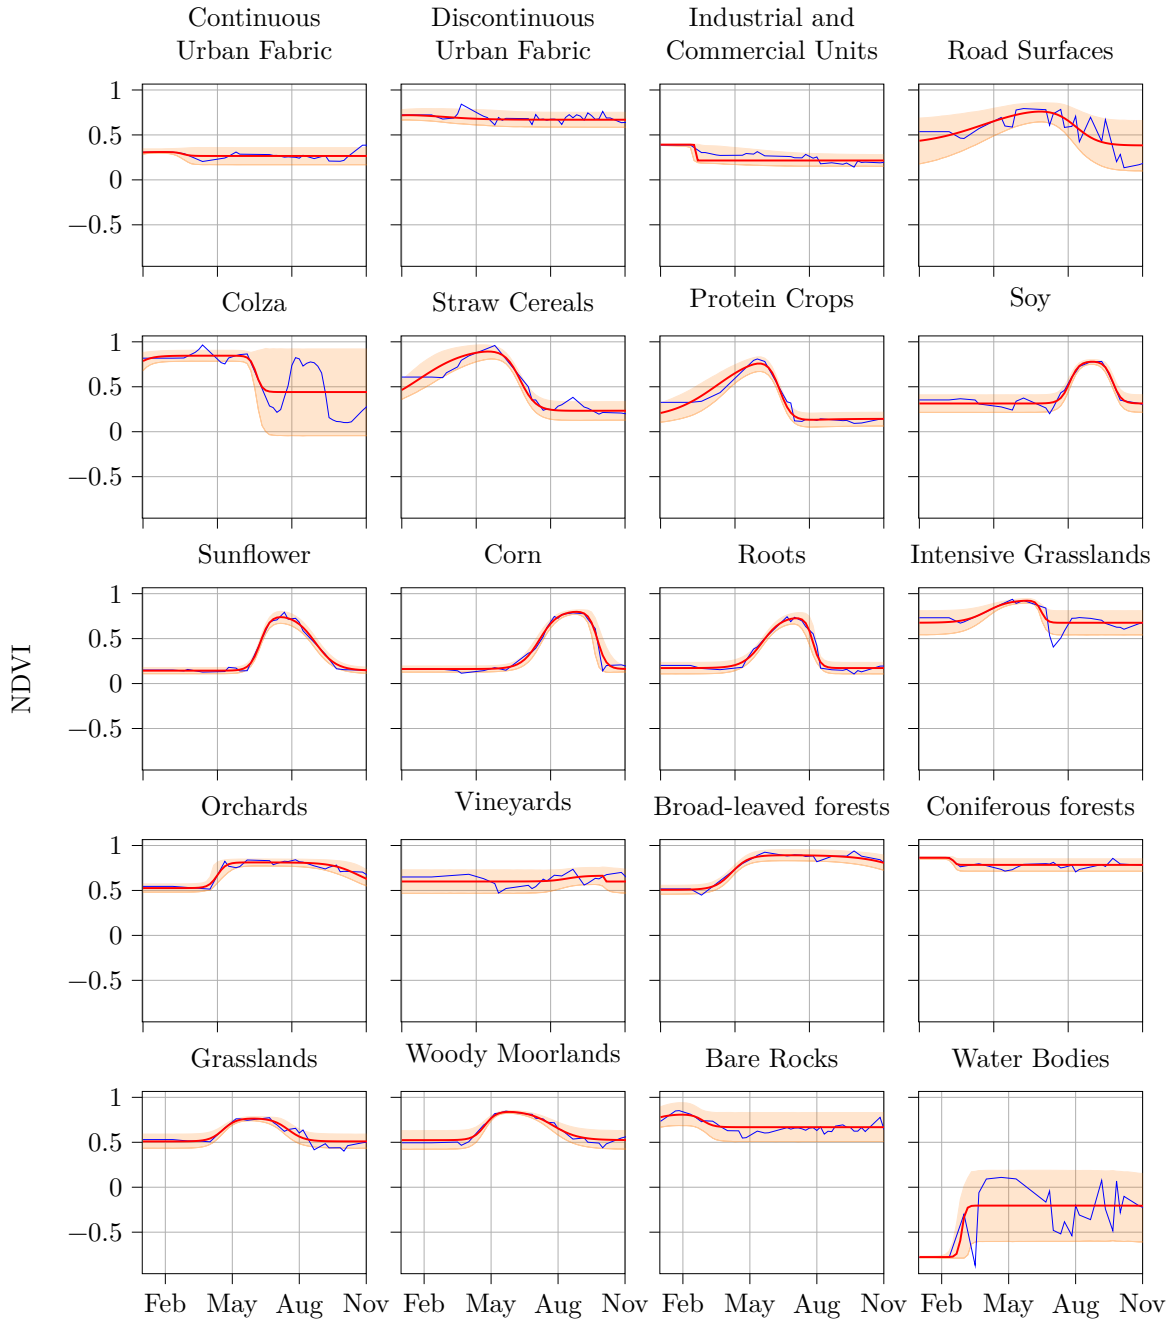 Continuous
Urban Fabric
Discontinuous
Urban Fabric
Industrial and
Commercial Units
Road Surfaces
1
0.5
0
−0.5
Colza
Straw Cereals
Protein Crops
Soy
1
0.5
0
−0.5
Sunflower
Corn
Roots
Intensive Grasslands
1
0.5
0
−0.5
NDVI
Orchards
Vineyards
Broad-leaved forests
Coniferous forests
1
0.5
0
−0.5
Grasslands
Woody Moorlands
Bare Rocks
Water Bodies
1
0.5
0
−0.5
Feb May Aug Nov
Feb May Aug Nov
Feb May Aug Nov
Feb May Aug Nov